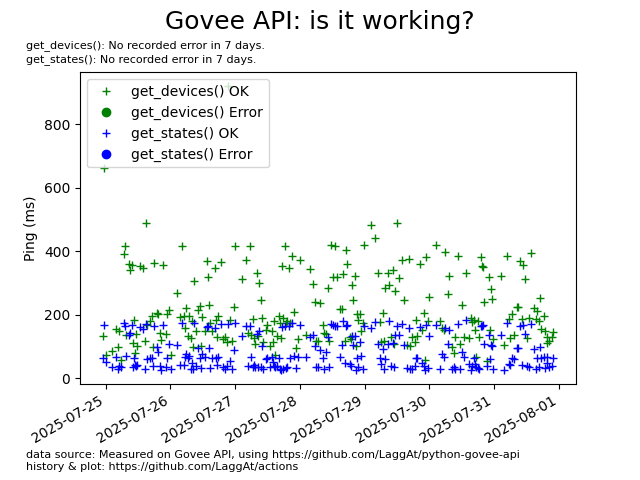 Govee API: is it working?
get_devices(): No recorded error in 7 days.
get_states(): No recorded error in 7 days.
get_devices() OK
get_devices() Error
get_states() OK
get_states() Error
Ping (ms)
800
600
400
200
0
2025-07-25
2025-07-26
2025-07-27
2025-07-28
2025-07-29
2025-07-30
2025-07-31
2025-08-01
data source: Measured on Govee API, using https://github.com/LaggAt/python-govee-api
history & plot: https://github.com/LaggAt/actions